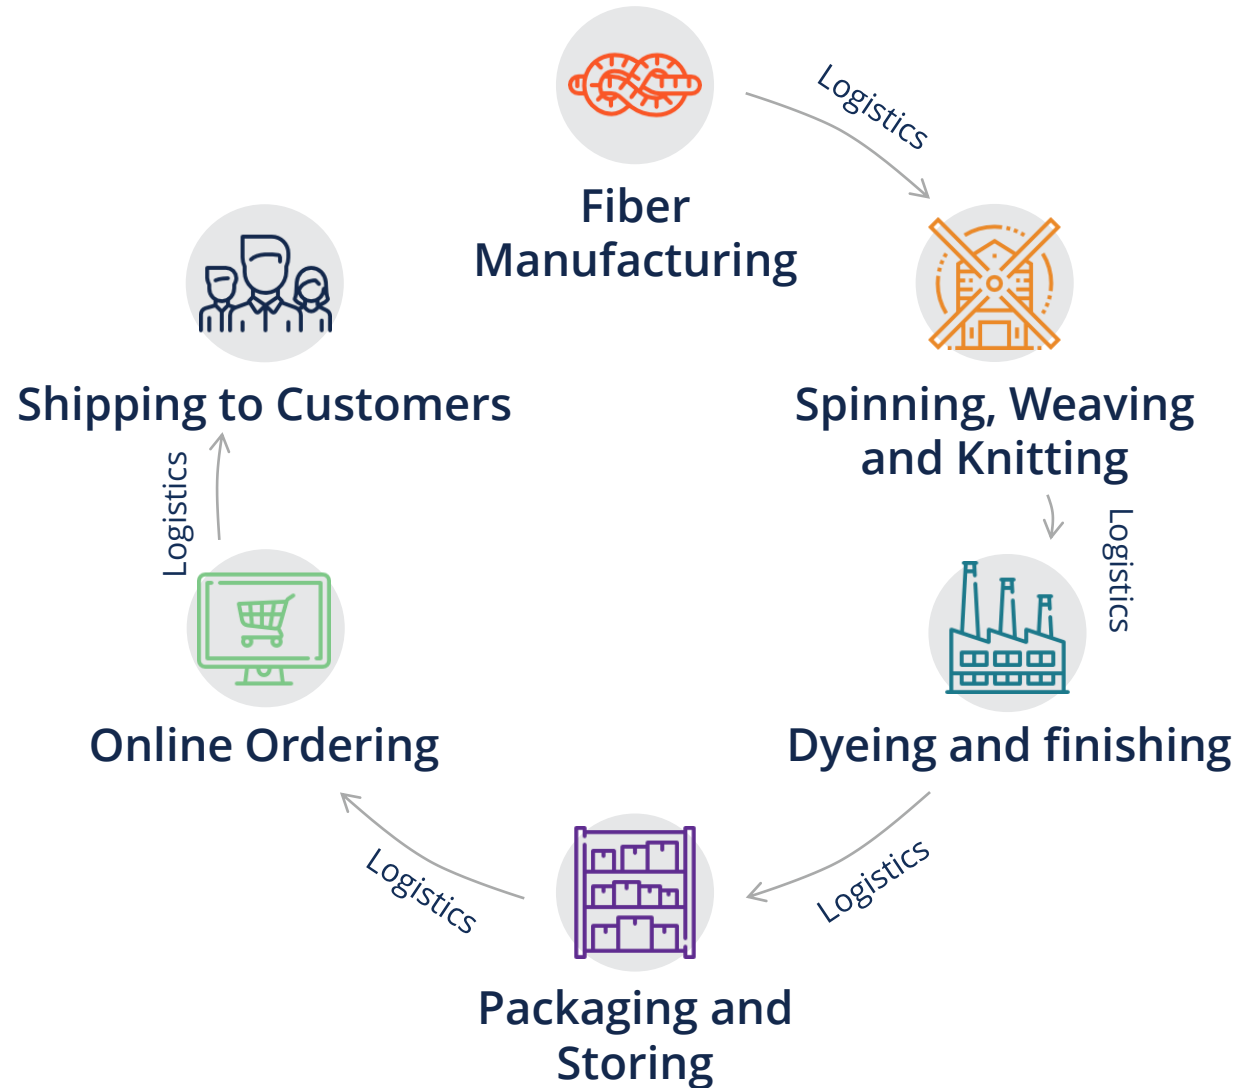 Fiber
Manufacturing
Logistics
Spinning, Weaving
and Knitting
Logistics
Dyeing and finishing
Logistics
Packaging and
Storing
Logistics
Online Ordering
Logistics
Shipping to Customers